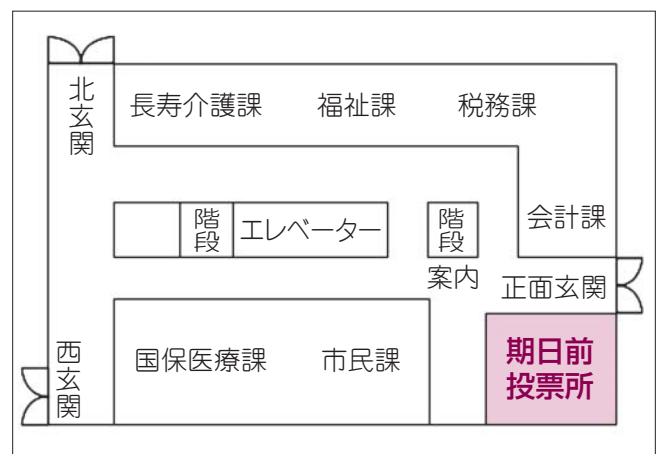 北玄関
長寿介護課 福祉課 税務課
階段 エレベーター 階段 会計課
案内 正面玄関
西玄関
国保医療課 市民課
期日前
投票所